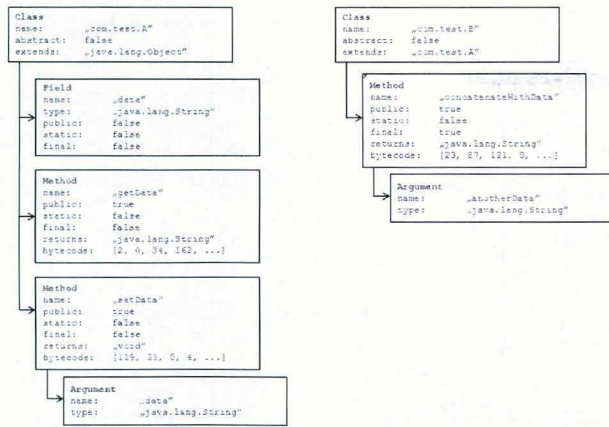 Class
name: „com.test.A”
abstract: false
extends: „java.lang.Object”
Field
name: „data”
type: „java.lang.String”
public: false
static: false
final: false
Method
name: „getData”
public: true
static: false
final: false
returns: „java.lang.String”
bytecode: [2, 0, 34, 162, ...]
Method
name: „setData”
public: true
static: false
final: false
returns: „void”
bytecode: [119, 33, 0, 4, ...]
Argument
name: „data”
type: „java.lang.String”
Class
name: „com.test.B”
abstract: false
extends: „com.test.A”
Method
name: „concatenateWithData”
public: true
static: false
final: true
returns: „java.lang.String”
bytecode: [23, 67, 121. 0, ...]
Argument
name: „anotherData”
type: „java.lang.String”